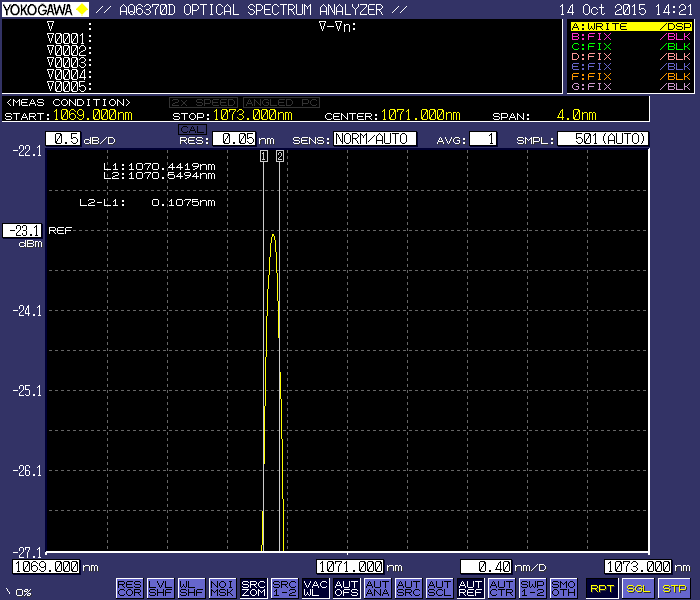 YOKOGAWA // AQ6370D OPTICAL SPECTRUM ANALYZER // 14 Oct 2015 14:21
∇ : ∇-∇n:
∇0001:
∇0002:
∇0003:
∇0004:
∇0005:
A:WRITE /DSP
B:FIX /BLK
C:FIX /BLK
D:FIX /BLK
E:FIX /BLK
F:FIX /BLK
G:FIX /BLK
<MEAS CONDITION> 2X SPEED ANGLED PC
START:1069.000nm STOP:1073.000nm CENTER:1071.000nm SPAN: 4.0nm
CAL
0.5 dB/D RES: 0.05 nm SENS: NORM/AUTO AVG: 1 SMPL: 501(AUTO)
-22.1
1 2
L1:1070.4419nm
L2:1070.5494nm
L2-L1: 0.1075nm
-23.1 REF
dBm
-24.1
-25.1
-26.1
-27.1
1069.000 nm 1071.000 nm 0.40 nm/D 1073.000 nm
\ 0%
RES COR
LVL SHF
WL SHF
NOI MSK
SRC ZOM
SRC 1-2
VAC WL
AUT OFS
AUT ANA
AUT SRC
AUT SCL
AUT REF
AUT CTR
SWP 1-2
SMO OTH
RPT
SGL
STP